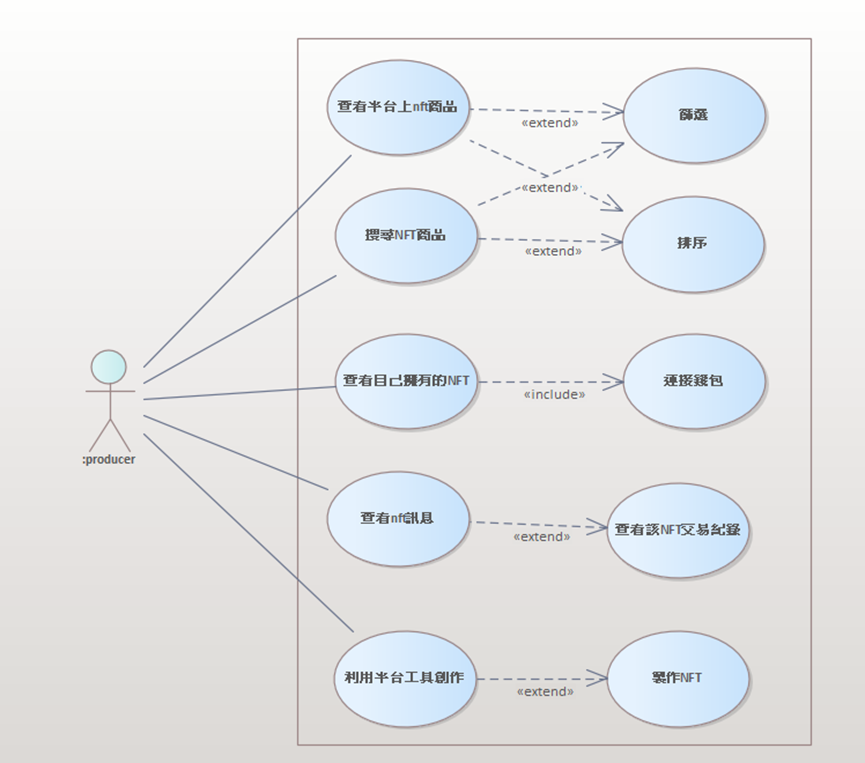 查看平台上nft商品
«extend»
篩選
«extend»
搜尋NFT商品
«extend»
排序
查看自己擁有的NFT
«include»
連接錢包
:producer
查看nft訊息
«extend»
查看該NFT交易紀錄
利用平台工具創作
«extend»
製作NFT